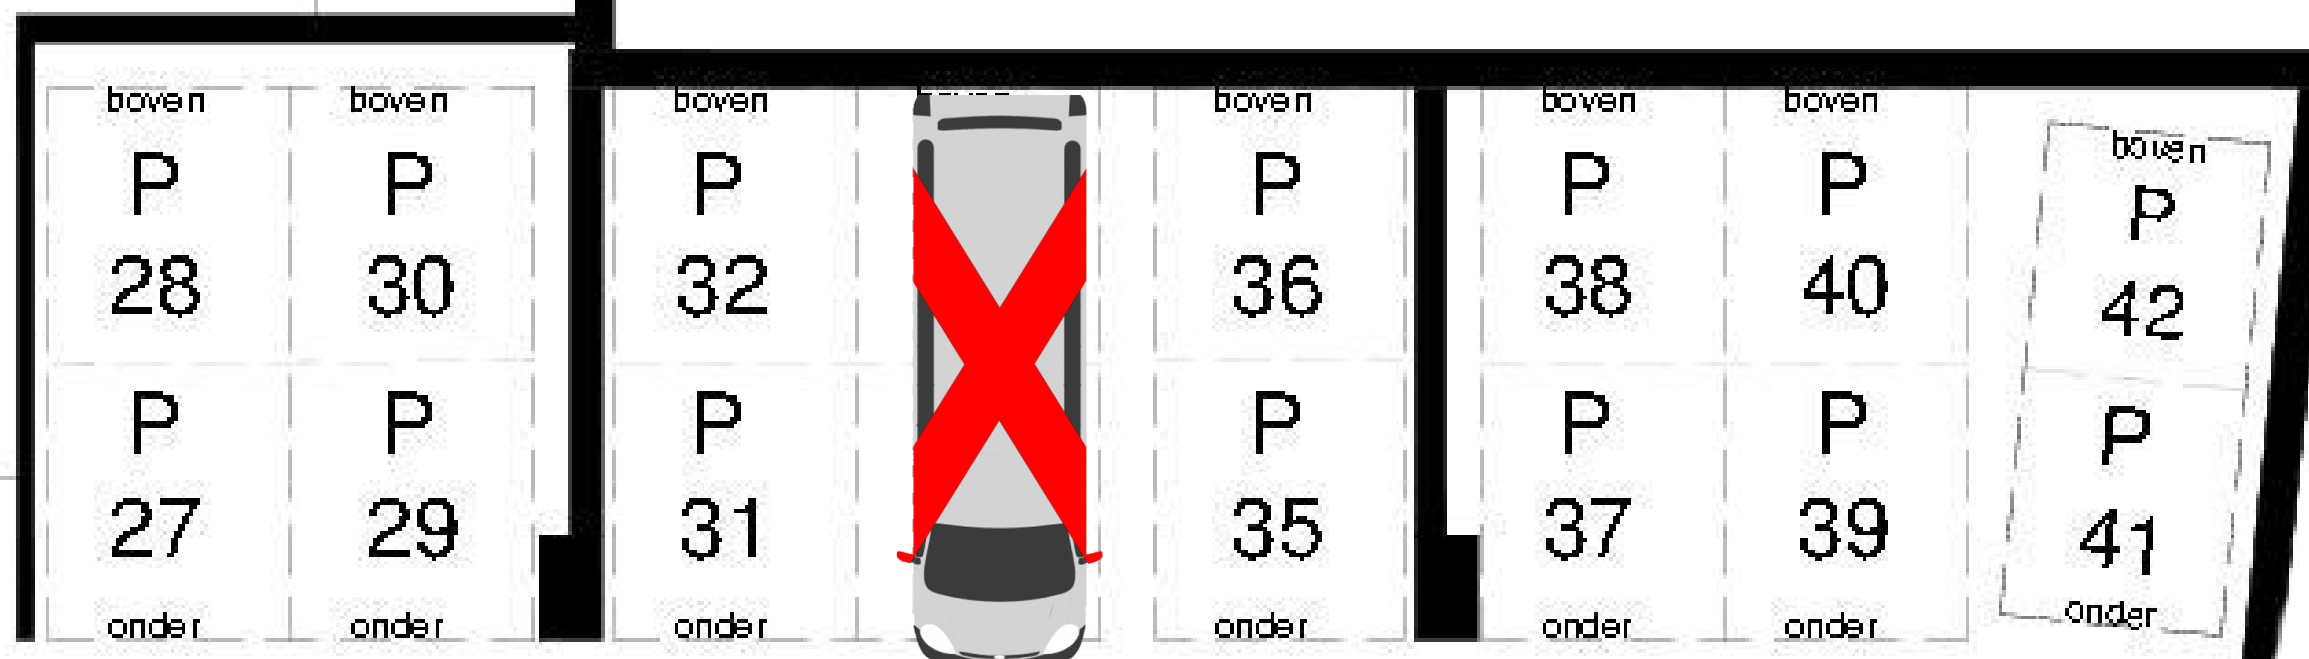 boven boven boven boven boven boven boven
P P P P P P P
28 30 32 36 38 40 42
P P P P P P P
27 29 31 35 37 39 41
onder onder onder onder onder onder onder